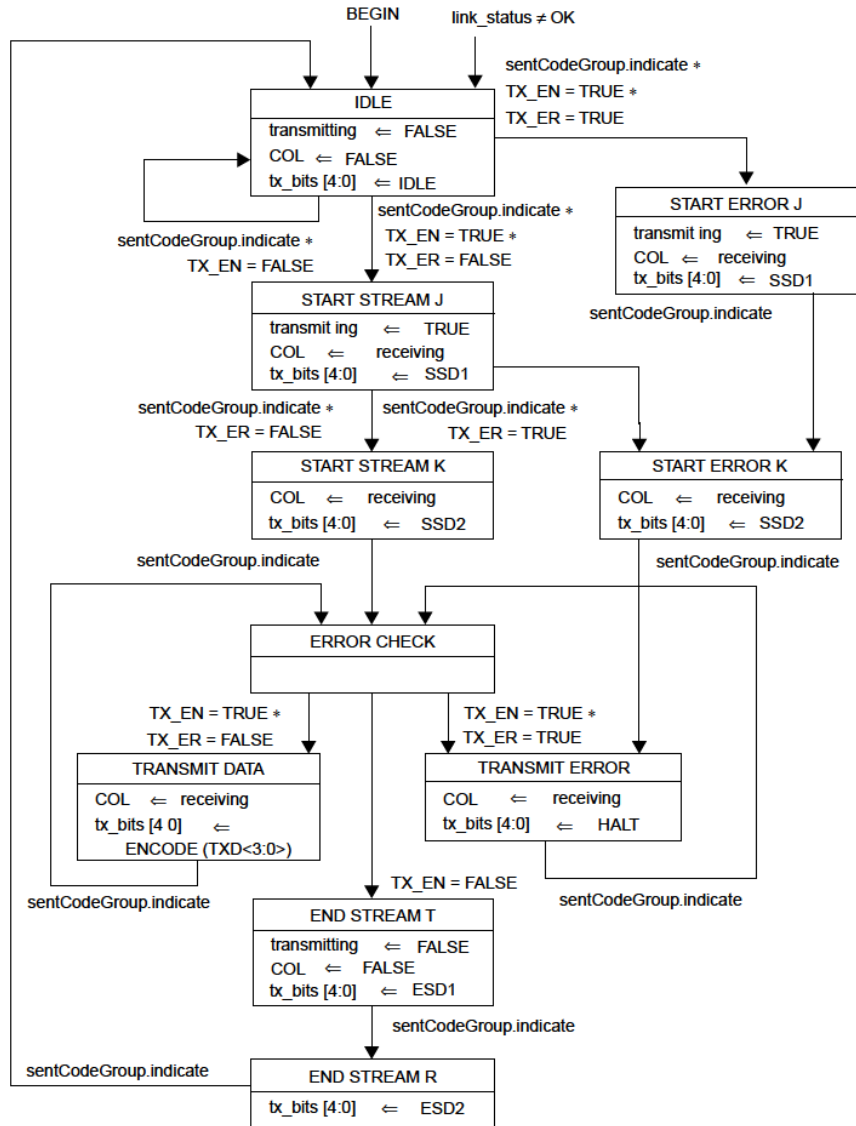 BEGIN
link_status ≠ OK
sentCodeGroup.indicate *
TX_EN = TRUE *
TX_ER = TRUE
IDLE
transmitting ⇐ FALSE
COL ⇐ FALSE
tx_bits [4:0] ⇐ IDLE
sentCodeGroup.indicate *
TX_EN = FALSE
sentCodeGroup.indicate *
TX_EN = TRUE *
TX_ER = FALSE
START ERROR J
transmit ing ⇐ TRUE
COL ⇐ receiving
tx_bits [4:0] ⇐ SSD1
sentCodeGroup.indicate
START STREAM J
transmit ing ⇐ TRUE
COL ⇐ receiving
tx_bits [4:0] ⇐ SSD1
sentCodeGroup.indicate *
TX_ER = FALSE
sentCodeGroup.indicate *
TX_ER = TRUE
START STREAM K
COL ⇐ receiving
tx_bits [4:0] ⇐ SSD2
START ERROR K
COL ⇐ receiving
tx_bits [4:0] ⇐ SSD2
sentCodeGroup.indicate
sentCodeGroup.indicate
ERROR CHECK
TX_EN = TRUE *
TX_ER = FALSE
TX_EN = TRUE *
TX_ER = TRUE
TRANSMIT DATA
COL ⇐ receiving
tx_bits [4 0] ⇐
ENCODE (TXD<3:0>)
TRANSMIT ERROR
COL ⇐ receiving
tx_bits [4:0] ⇐ HALT
sentCodeGroup.indicate
TX_EN = FALSE
sentCodeGroup.indicate
END STREAM T
transmitting ⇐ FALSE
COL ⇐ FALSE
tx_bits [4:0] ⇐ ESD1
sentCodeGroup.indicate
sentCodeGroup.indicate
END STREAM R
tx_bits [4:0] ⇐ ESD2